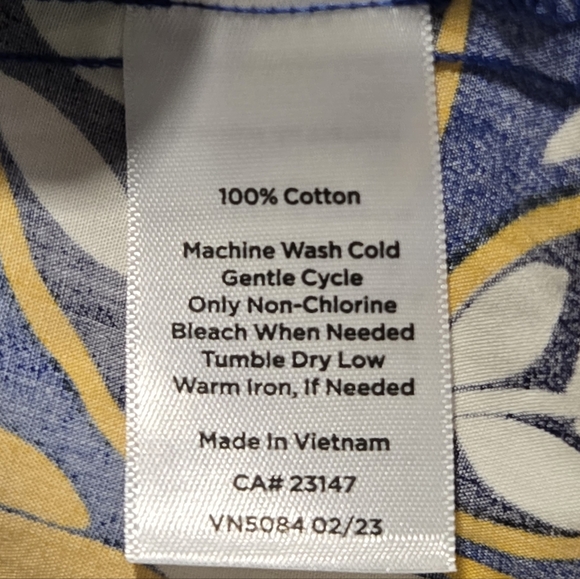 100% Cotton
Machine Wash Cold
Gentle Cycle
Only Non-Chlorine
Bleach When Needed
Tumble Dry Low
Warm Iron, If Needed
Made In Vietnam
CA# 23147
VN5084 02/23